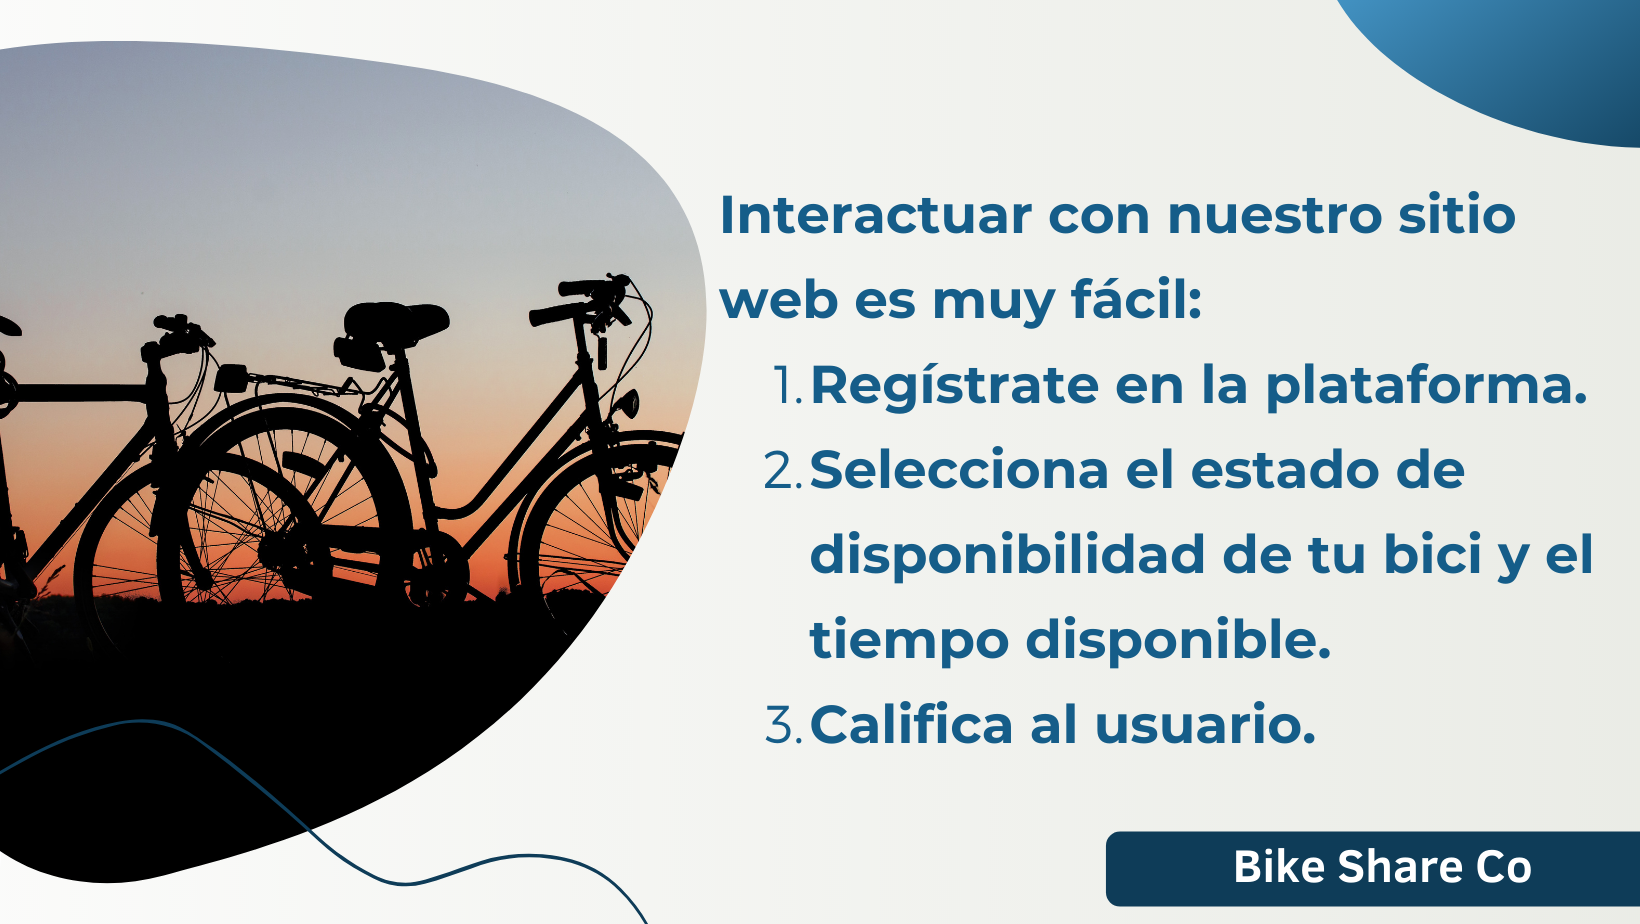 Interactuar con nuestro sitio
web es muy fácil:
1. Regístrate en la plataforma.
2. Selecciona el estado de
disponibilidad de tu bici y el
tiempo disponible.
3. Califica al usuario.
Bike Share Co